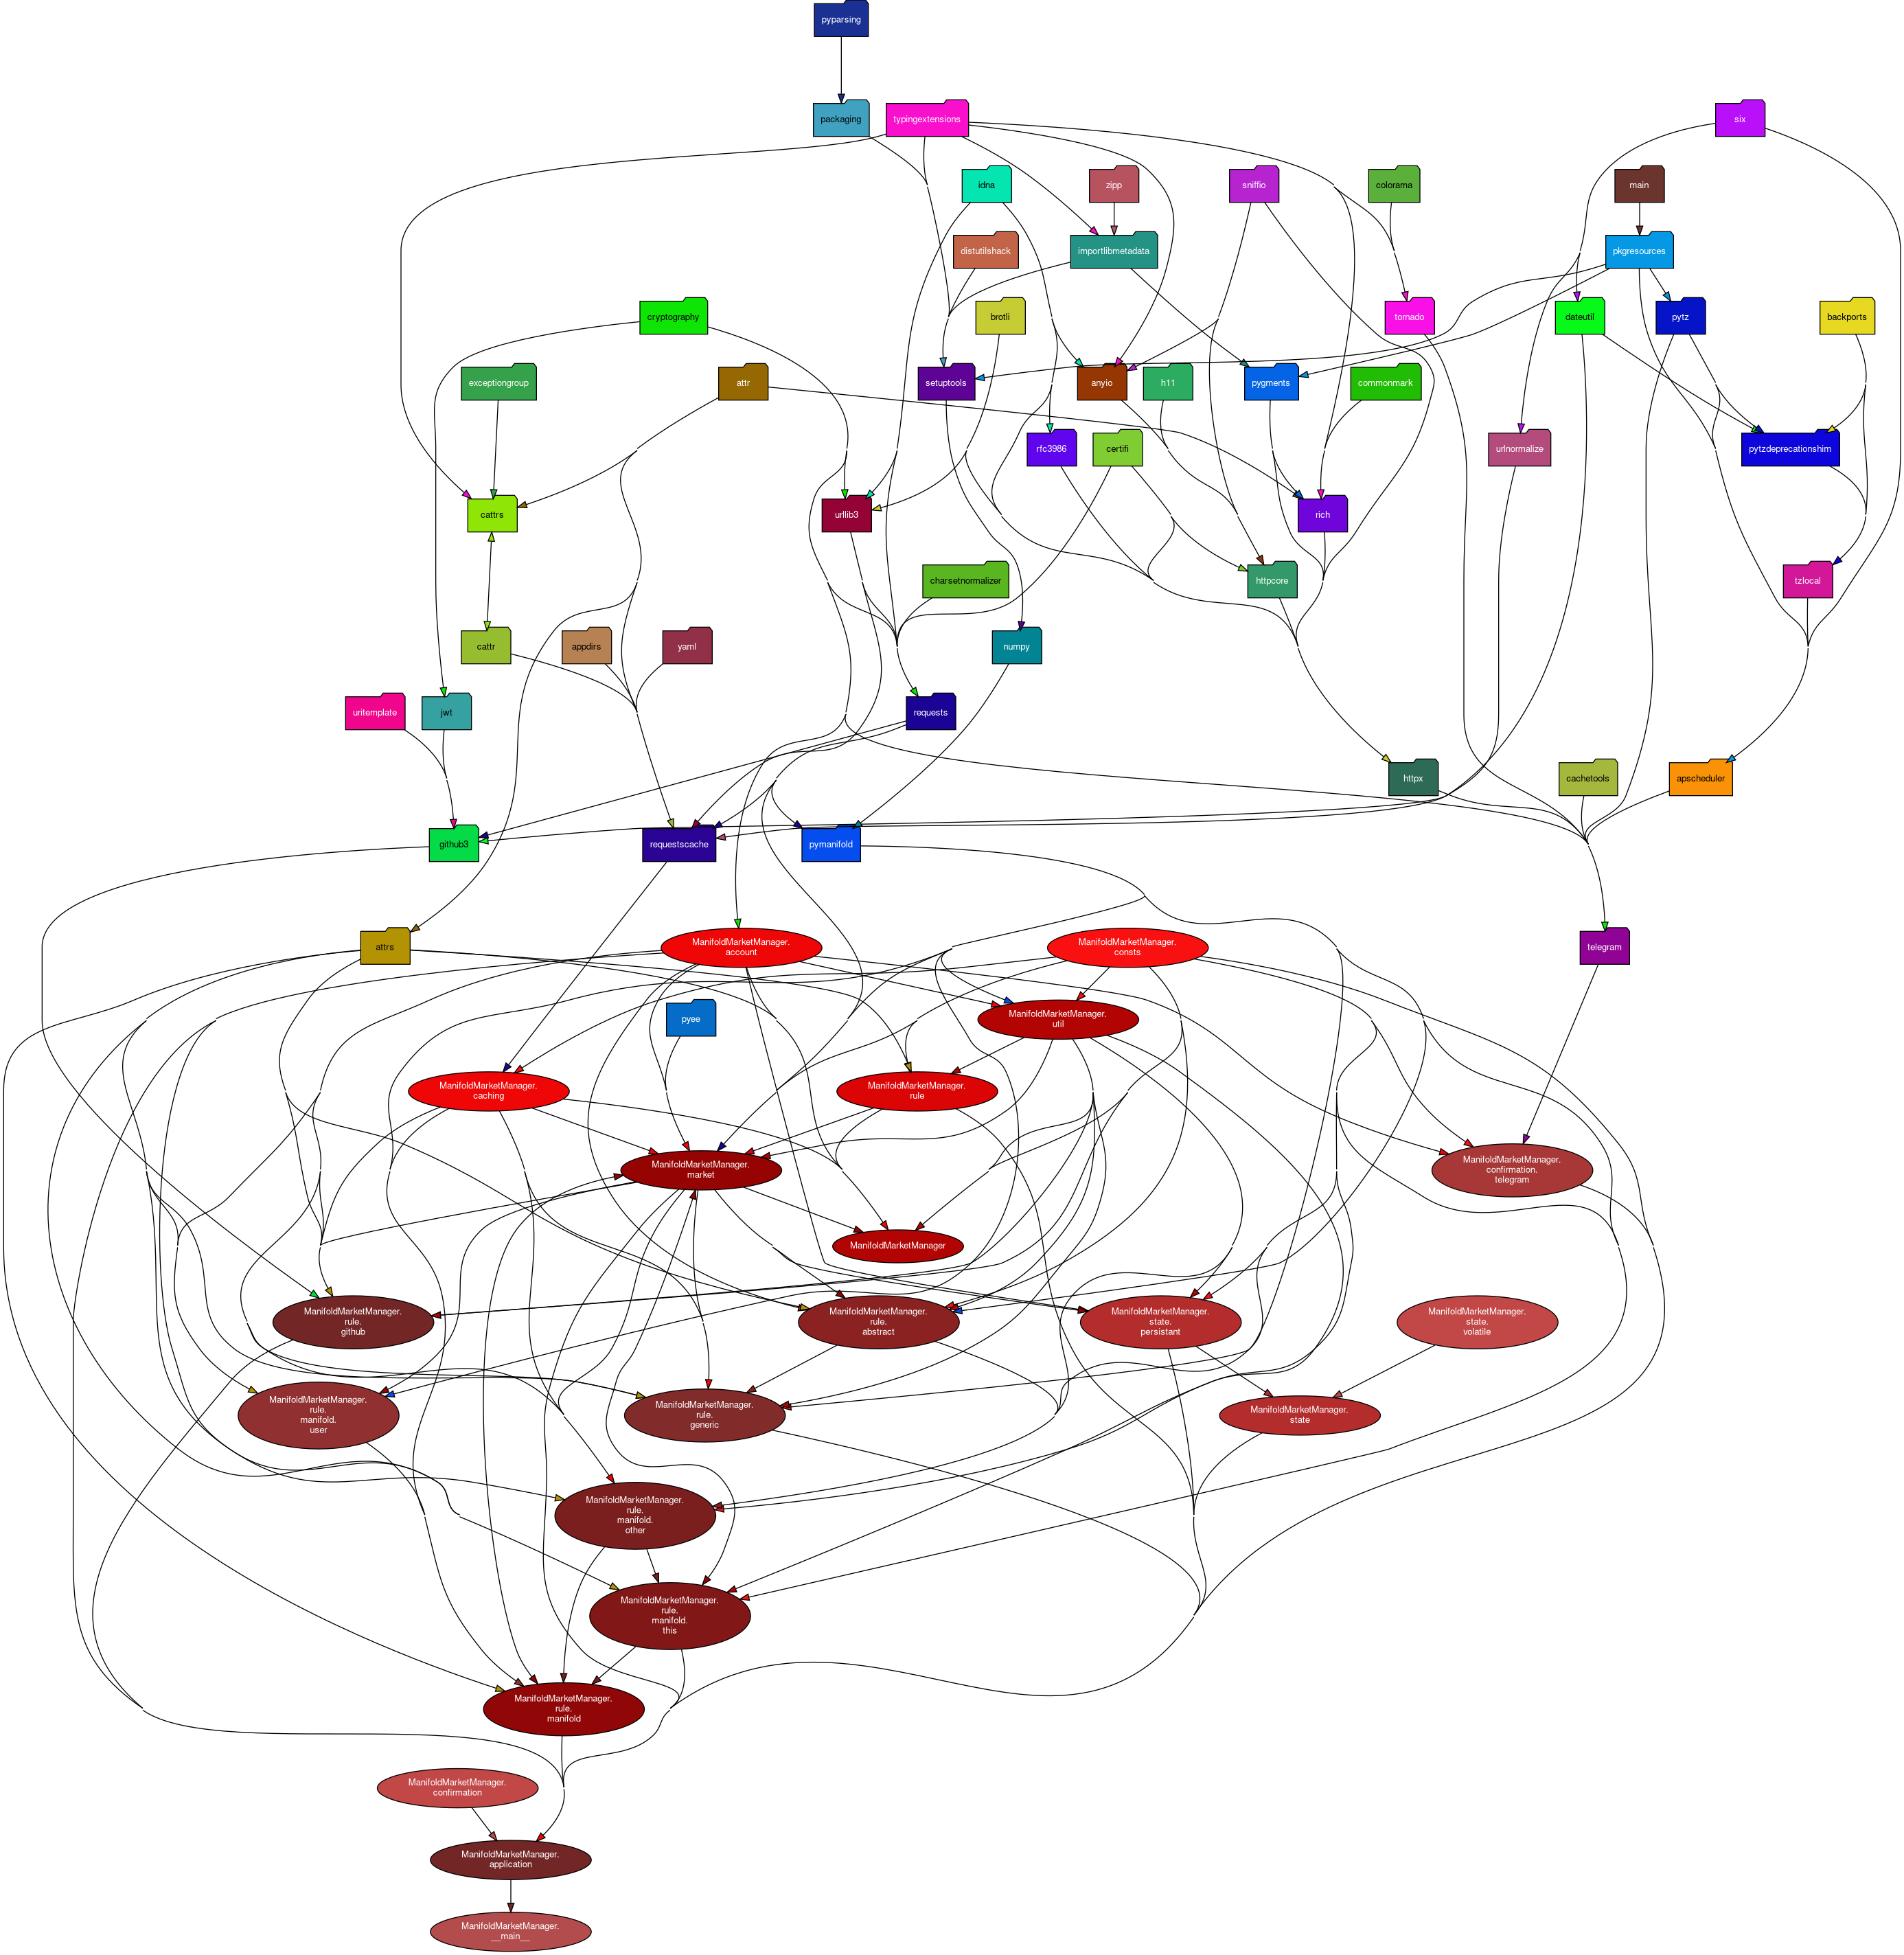 pyparsing
packaging
typingextensions
six
idna
zipp
sniffio
colorama
main
distutilshack
importlibmetadata
pkgresources
cryptography
brotli
tornado
dateutil
pytz
backports
exceptiongroup
attr
setuptools
anyio
h11
pygments
commonmark
rfc3986
certifi
urlnormalize
pytzdeprecationshim
cattrs
urllib3
rich
charsetnormalizer
httpcore
tzlocal
cattr
appdirs
yaml
numpy
uritemplate
jwt
requests
httpx
cachetools
apscheduler
github3
requestscache
pymanifold
attrs
ManifoldMarketManager.
account
ManifoldMarketManager.
consts
telegram
pyee
ManifoldMarketManager.
util
ManifoldMarketManager.
caching
ManifoldMarketManager.
rule
ManifoldMarketManager.
market
ManifoldMarketManager.
confirmation.
telegram
ManifoldMarketManager
ManifoldMarketManager.
rule.
github
ManifoldMarketManager.
rule.
abstract
ManifoldMarketManager.
state.
persistant
ManifoldMarketManager.
state.
volatile
ManifoldMarketManager.
rule.
manifold.
user
ManifoldMarketManager.
rule.
generic
ManifoldMarketManager.
state
ManifoldMarketManager.
rule.
manifold.
other
ManifoldMarketManager.
rule.
manifold.
this
ManifoldMarketManager.
rule.
manifold
ManifoldMarketManager.
confirmation
ManifoldMarketManager.
application
ManifoldMarketManager.
__main__